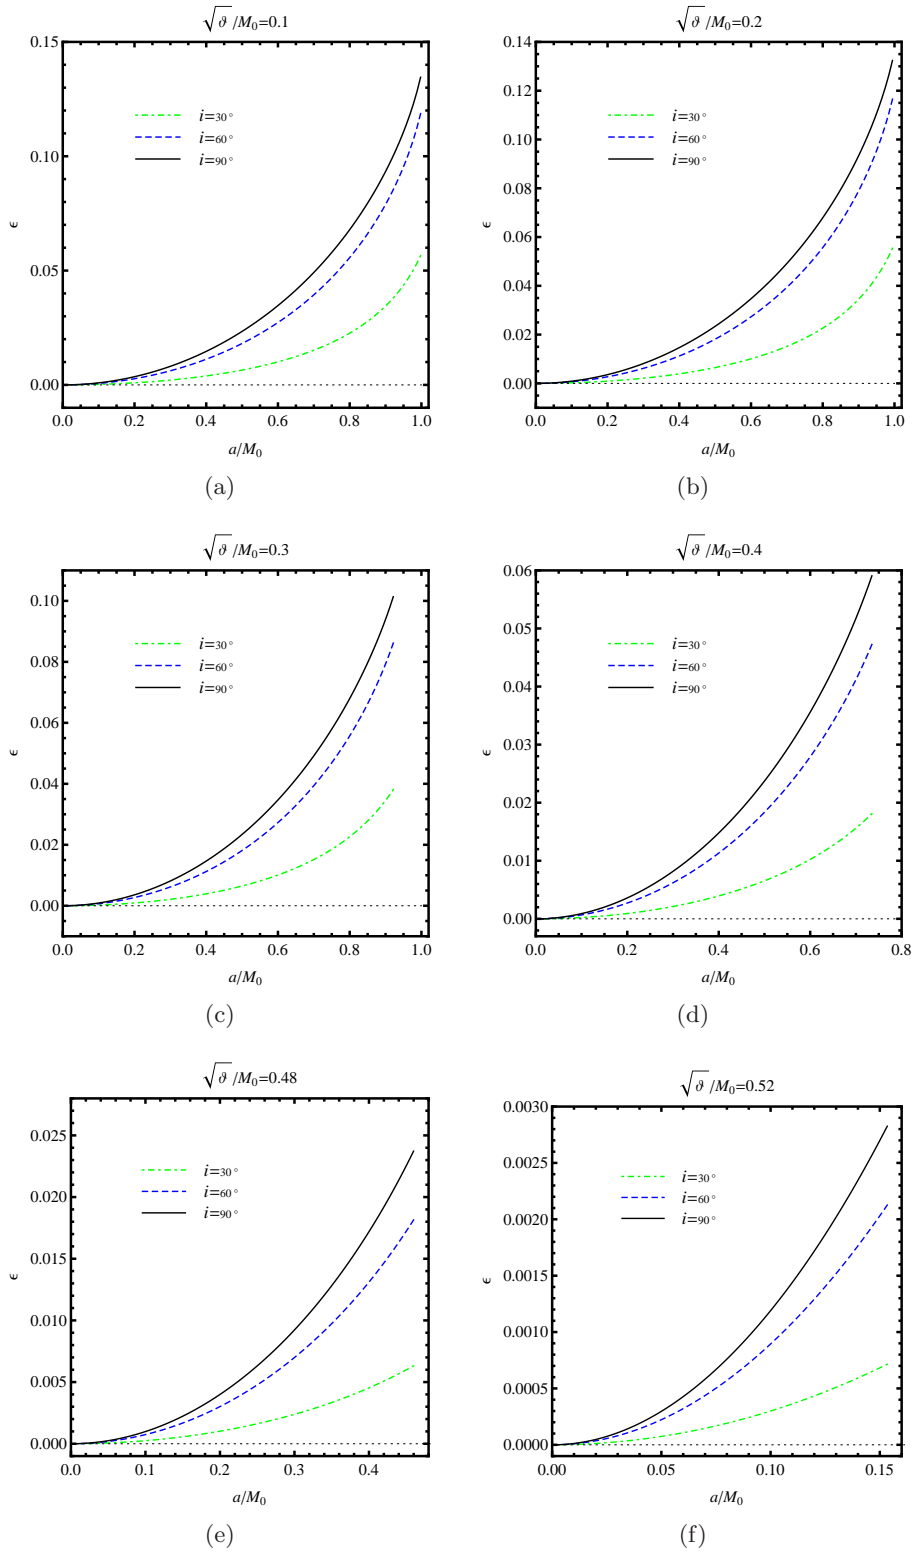 √ϑ/M₀=0.1
0.15
0.10
0.05
0.00
ϵ
i=30°
i=60°
i=90°
0.0 0.2 0.4 0.6 0.8 1.0
a/M₀
(a)
√ϑ/M₀=0.2
0.14
0.12
0.10
0.08
0.06
0.04
0.02
0.00
ϵ
i=30°
i=60°
i=90°
0.0 0.2 0.4 0.6 0.8 1.0
a/M₀
(b)
√ϑ/M₀=0.3
0.10
0.08
0.06
0.04
0.02
0.00
ϵ
i=30°
i=60°
i=90°
0.0 0.2 0.4 0.6 0.8 1.0
a/M₀
(c)
√ϑ/M₀=0.4
0.06
0.05
0.04
0.03
0.02
0.01
0.00
ϵ
i=30°
i=60°
i=90°
0.0 0.2 0.4 0.6 0.8
a/M₀
(d)
√ϑ/M₀=0.48
0.025
0.020
0.015
0.010
0.005
0.000
ϵ
i=30°
i=60°
i=90°
0.0 0.1 0.2 0.3 0.4
a/M₀
(e)
√ϑ/M₀=0.52
0.0030
0.0025
0.0020
0.0015
0.0010
0.0005
0.0000
ϵ
i=30°
i=60°
i=90°
0.00 0.05 0.10 0.15
a/M₀
(f)